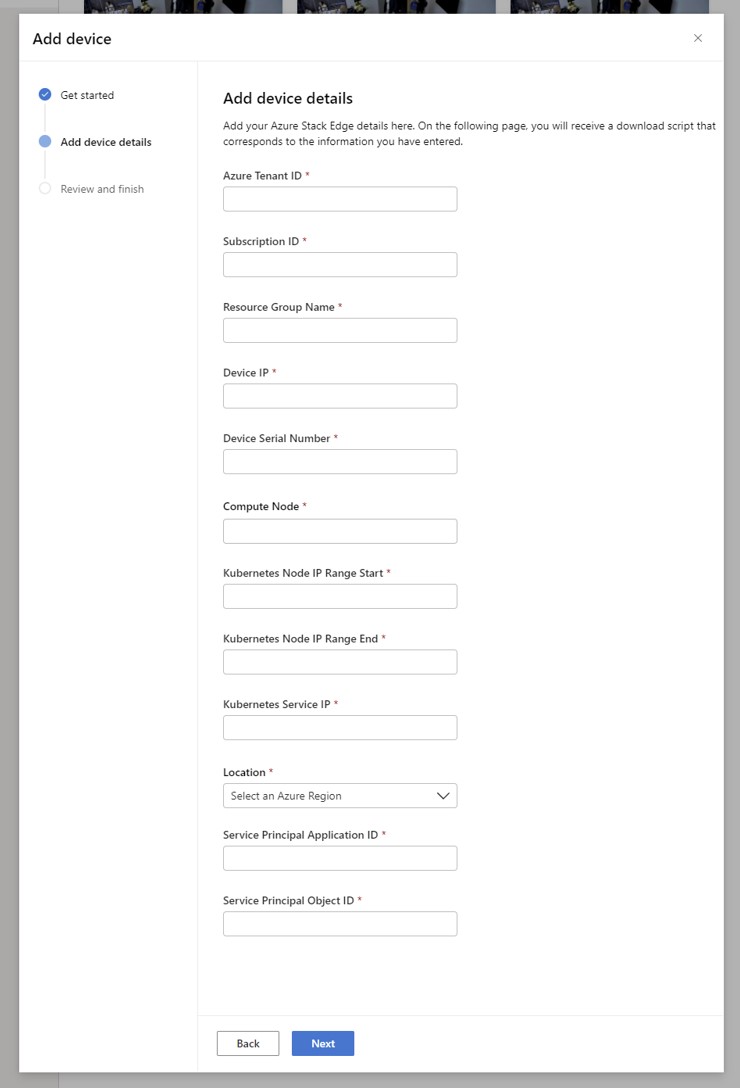 Add device
Get started
Add device details
Review and finish
Add device details
Add your Azure Stack Edge details here. On the following page, you will receive a download script that
corresponds to the information you have entered.
Azure Tenant ID *
Subscription ID *
Resource Group Name *
Device IP *
Device Serial Number *
Compute Node *
Kubernetes Node IP Range Start *
Kubernetes Node IP Range End *
Kubernetes Service IP *
Location *
Select an Azure Region
Service Principal Application ID *
Service Principal Object ID *
Back
Next